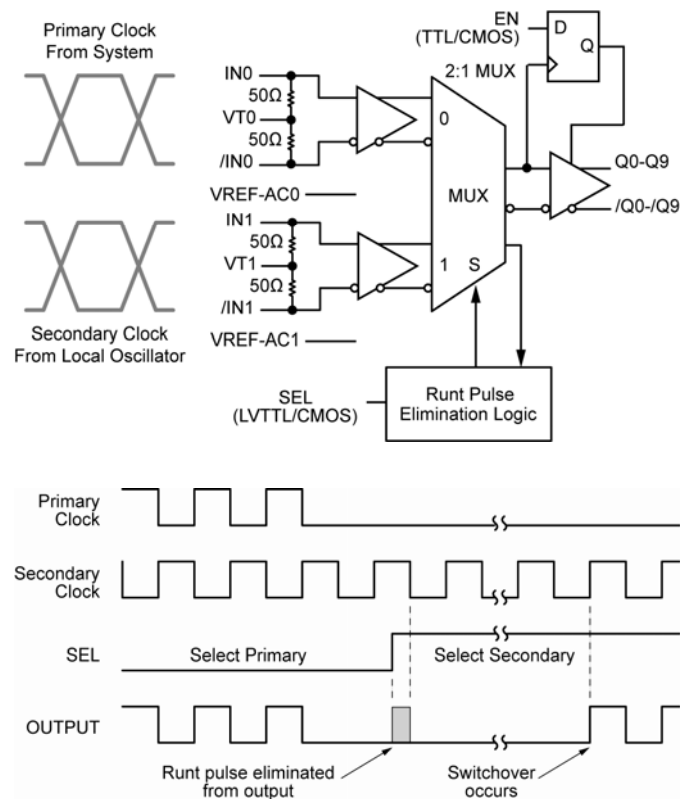 Primary Clock
From System
EN
(TTL/CMOS)
D
Q
IN0
50Ω
VT0
50Ω
/IN0
VREF-AC0
2:1 MUX
0
MUX
1
S
Q0-Q9
/Q0-/Q9
IN1
50Ω
VT1
50Ω
/IN1
VREF-AC1
Secondary Clock
From Local Oscillator
SEL
(LVTTL/CMOS)
Runt Pulse
Elimination Logic
Primary
Clock
Secondary
Clock
SEL
Select Primary
Select Secondary
OUTPUT
Runt pulse eliminated
from output
Switchover
occurs